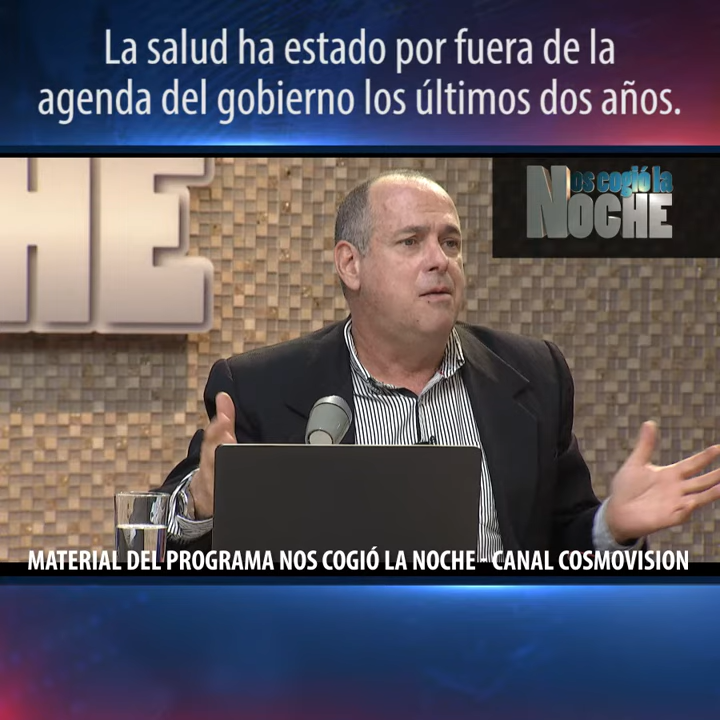 La salud ha estado por fuera de la
agenda del gobierno los últimos dos años.
HE
Nos cogió la
NOCHE
MATERIAL DEL PROGRAMA NOS COGIÓ LA NOCHE - CANAL COSMOVISION